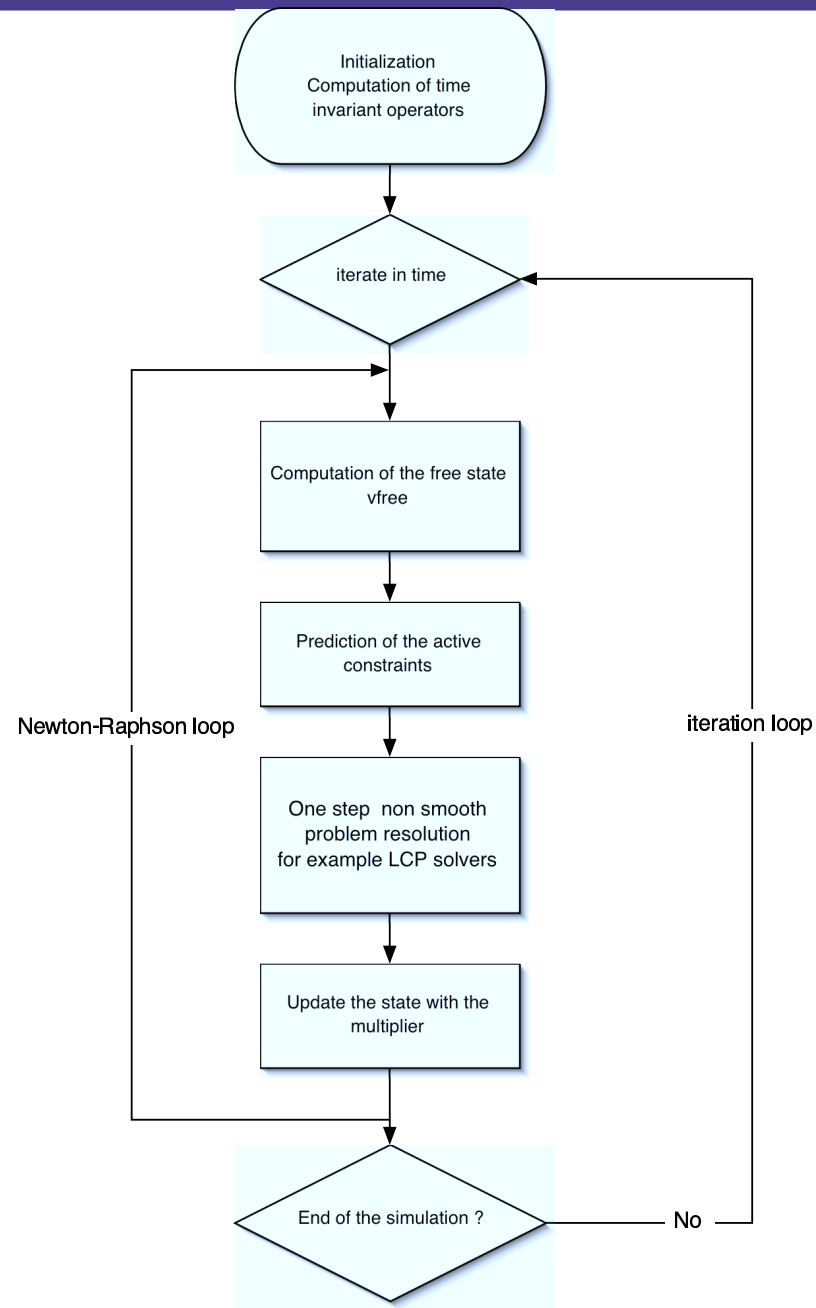 Initialization
Computation of time
invariant operators
iterate in time
Computation of the free state
vfree
Prediction of the active
constraints
Newton-Raphson loop
iteration loop
One step non smooth
problem resolution
for example LCP solvers
Update the state with the
multiplier
End of the simulation ?
No